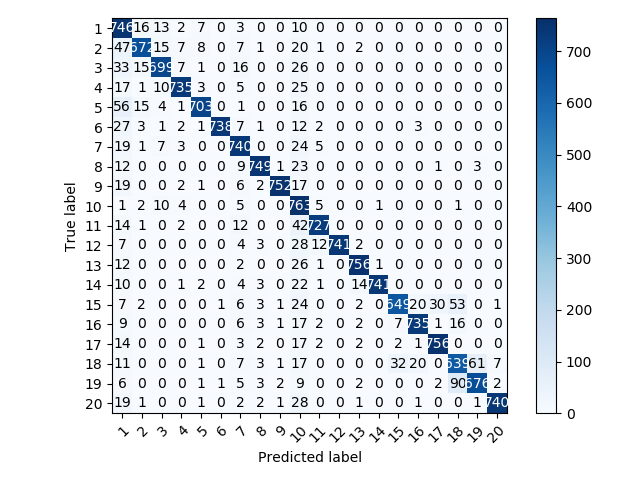 1 746 16 13 2 7 0 3 0 0 10 0 0 0 0 0 0 0 0 0 0
2 47 672 15 7 8 0 7 1 0 20 1 0 2 0 0 0 0 0 0 0
3 33 15 699 7 1 0 16 0 0 26 0 0 0 0 0 0 0 0 0 0
4 17 1 10 735 3 0 5 0 0 25 0 0 0 0 0 0 0 0 0 0
5 56 15 4 1 703 0 1 0 0 16 0 0 0 0 0 0 0 0 0 0
6 27 3 1 2 1 738 7 1 0 12 2 0 0 0 0 3 0 0 0 0
7 19 1 7 3 0 0 740 0 0 24 5 0 0 0 0 0 0 0 0 0
8 12 0 0 0 0 0 9 749 1 23 0 0 0 0 0 0 1 0 3 0
9 19 0 0 2 1 0 6 2 752 17 0 0 0 0 0 0 0 0 0 0
10 1 2 10 4 0 0 5 0 0 763 5 0 0 1 0 0 0 1 0 0
11 14 1 0 2 0 0 12 0 0 42 727 0 0 0 0 0 0 0 0 0
12 7 0 0 0 0 0 4 3 0 28 12 741 2 0 0 0 0 0 0 0
13 12 0 0 0 0 0 2 0 0 26 1 0 756 1 0 0 0 0 0 0
14 10 0 0 1 2 0 4 3 0 22 1 0 14 741 0 0 0 0 0 0
15 7 2 0 0 0 1 6 3 1 24 0 0 2 0 649 20 30 53 0 1
16 9 0 0 0 0 0 6 3 1 17 2 0 2 0 7 735 1 16 0 0
17 14 0 0 0 1 0 3 2 0 17 2 0 2 0 2 1 756 0 0 0
18 11 0 0 0 1 0 7 3 1 17 0 0 0 0 32 20 0 639 61 7
19 6 0 0 0 1 1 5 3 2 9 0 0 2 0 0 0 2 90 676 2
20 19 1 0 0 1 0 2 2 1 28 0 0 1 0 0 1 0 0 1 740
1 2 3 4 5 6 7 8 9 10 11 12 13 14 15 16 17 18 19 20
True label
Predicted label
700
600
500
400
300
200
100
0